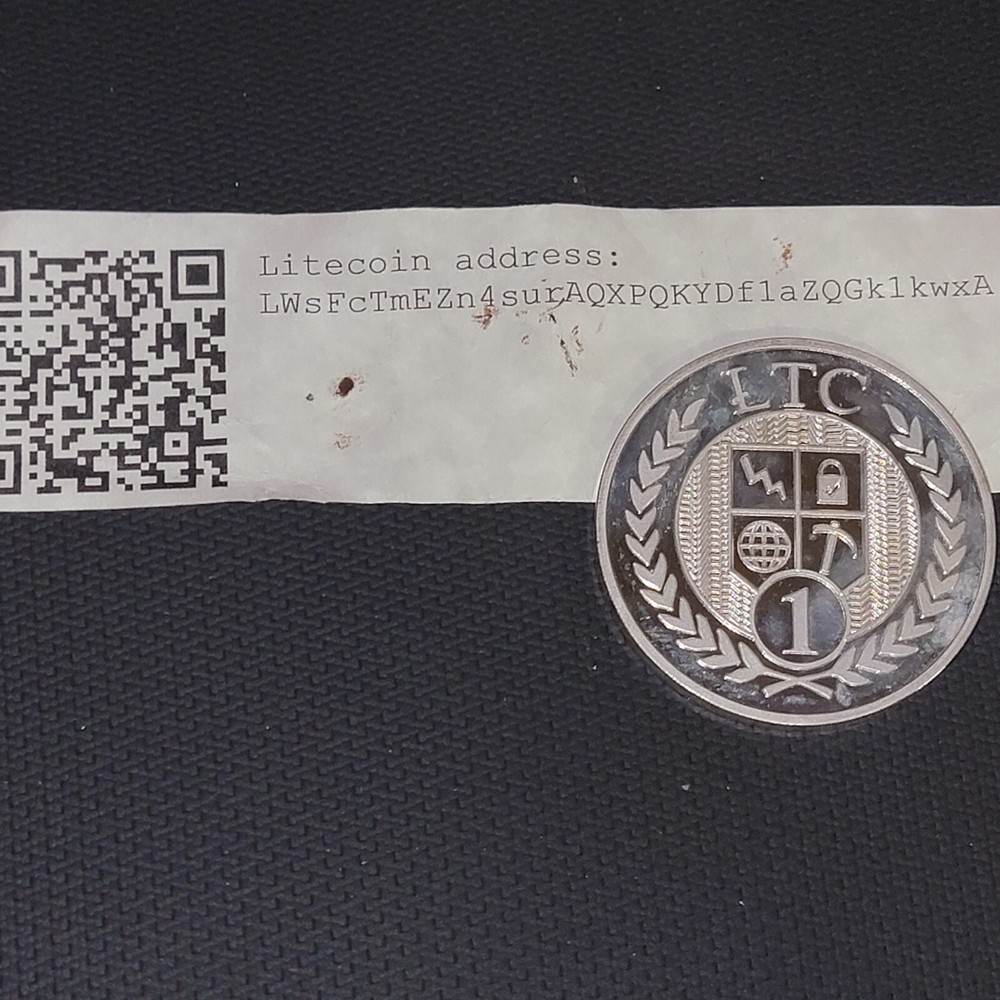 Litecoin address:
LWsFcTmEZn4surAQXPQKYDf1aZQGk1kwxA
LTC
1